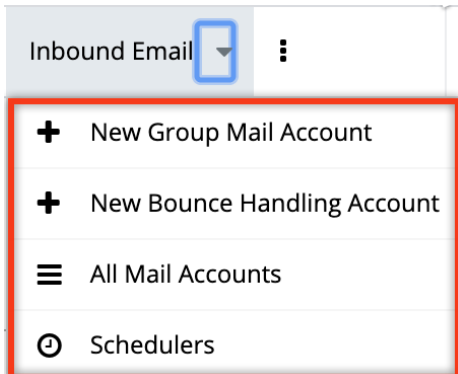 Inbound Email
New Group Mail Account
New Bounce Handling Account
All Mail Accounts
Schedulers